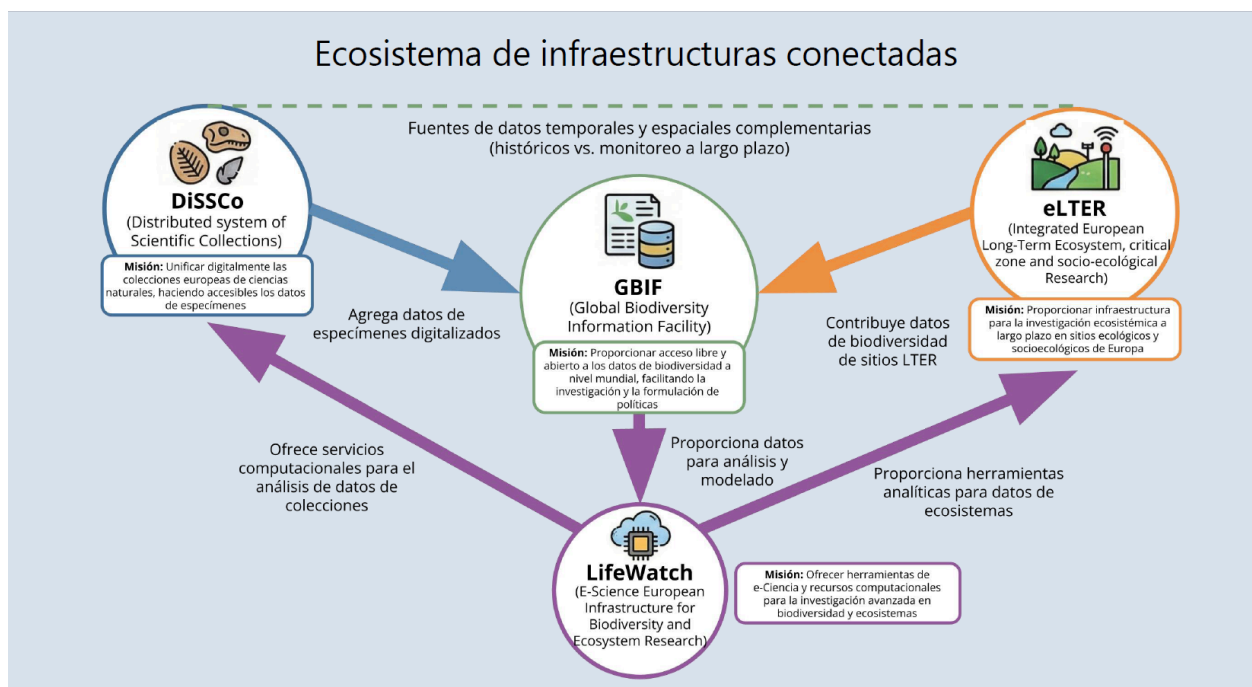 Ecosistema de infraestructuras conectadas
Fuentes de datos temporales y espaciales complementarias
(históricos vs. monitoreo a largo plazo)
DiSSCo
(Distributed system of
Scientific Collections)
Misión: Unificar digitalmente las
colecciones europeas de ciencias
naturales, haciendo accesibles los datos
de especímenes
eLTER
(Integrated European
Long-Term Ecosystem, critical
zone and socio-ecological
Research)
Misión: Proporcionar infraestructura
para la investigación ecosistémica a
largo plazo en sitios ecológicos y
socioecológicos de Europa
GBIF
(Global Biodiversity
Information Facility)
Misión: Proporcionar acceso libre y
abierto a los datos de biodiversidad a
nivel mundial, facilitando la
investigación y la formulación de
políticas
Agrega datos de
especímenes digitalizados
Contribuye datos
de biodiversidad
de sitios LTER
Ofrece servicios
computacionales para el
análisis de datos de
colecciones
Proporciona datos
para análisis y
modelado
Proporciona herramientas
analíticas para datos de
ecosistemas
LifeWatch
(E-Science European
Infrastructure for
Biodiversity and
Ecosystem Research)
Misión: Ofrecer herramientas de
e-Ciencia y recursos computacionales
para la investigación avanzada en
biodiversidad y ecosistemas